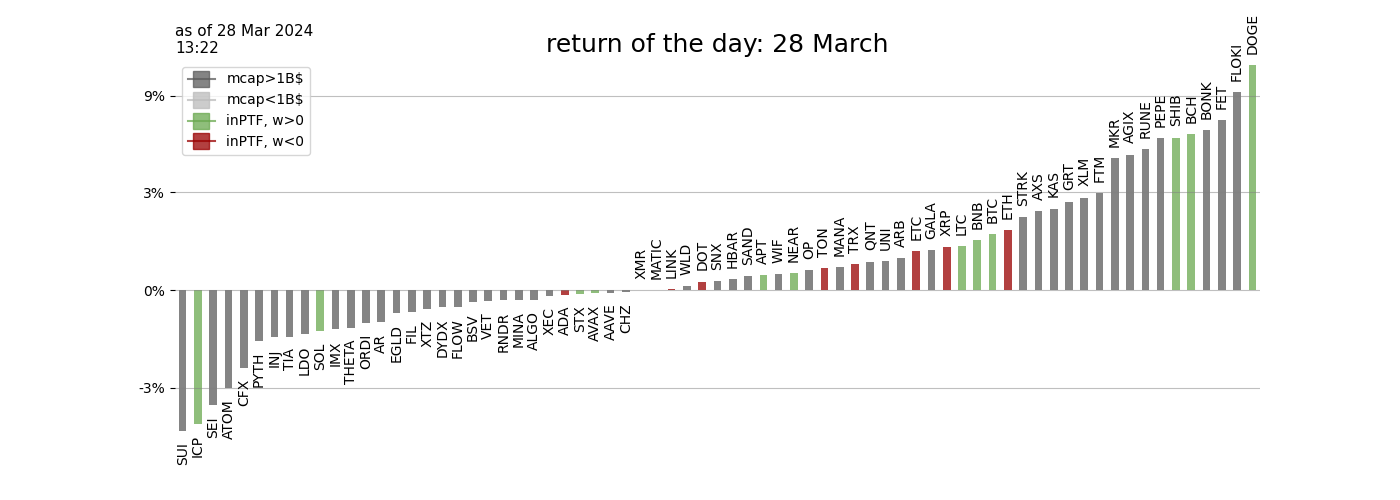 as of 28 Mar 2024
13:22
return of the day: 28 March
mcap>1B$
mcap<1B$
inPTF, w>0
inPTF, w<0
9%
3%
0%
-3%
SUI
ICP
SEI
ATOM
CFX
PYTH
INJ
TIA
LDO
SOL
IMX
THETA
ORDI
AR
EGLD
FIL
XTZ
DYDX
FLOW
BSV
VET
RNDR
MINA
ALGO
XEC
ADA
STX
AVAX
AAVE
CHZ
XMR
MATIC
LINK
WLD
DOT
SNX
HBAR
SAND
APT
WIF
NEAR
OP
TON
MANA
TRX
QNT
UNI
ARB
ETC
GALA
XRP
LTC
BNB
BTC
ETH
STRK
AXS
KAS
GRT
XLM
FTM
MKR
AGIX
RUNE
PEPE
SHIB
BCH
BONK
FET
FLOKI
DOGE